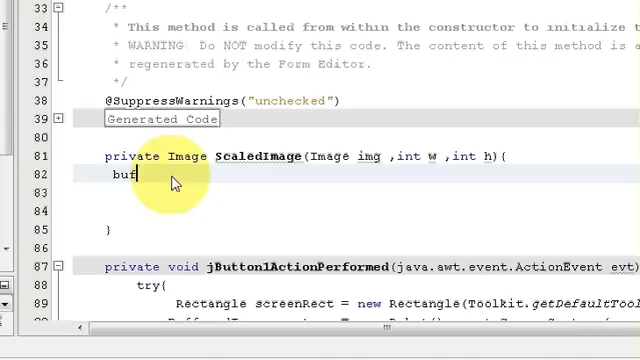 33 /**
34 * This method is called from within the constructor to initialize t
35 * WARNING: Do NOT modify this code. The content of this method is a
36 * regenerated by the Form Editor.
37 */
38 @SuppressWarnings("unchecked")
39 Generated Code
80
81 private Image ScaledImage(Image img ,int w ,int h){
82 buf
83
84
85 }
86
87 private void jButton1ActionPerformed(java.awt.event.ActionEvent evt)
88 try{
89 Rectangle screenRect = new Rectangle(Toolkit.getDefaultTool